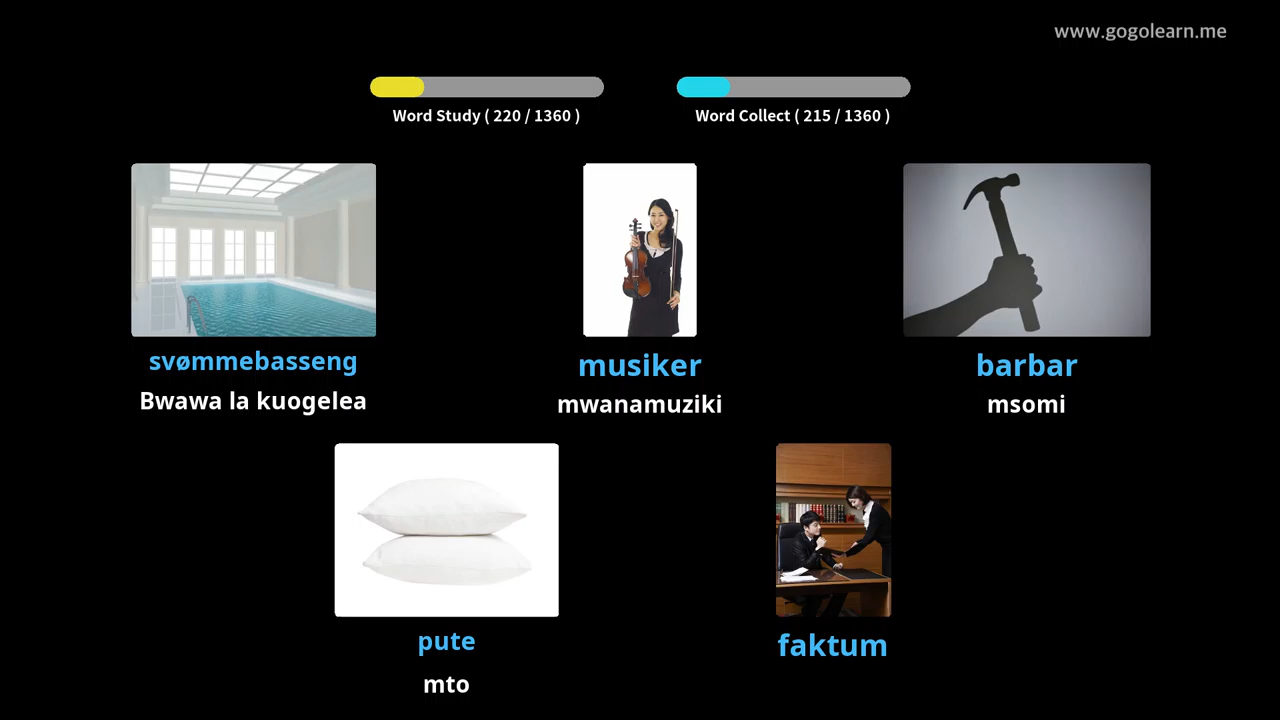 www.gogolearn.me
Word Study ( 220 / 1360 )
Word Collect ( 215 / 1360 )
svømmebasseng
Bwawa la kuogelea
musiker
mwanamuziki
barbar
msomi
pute
mto
faktum